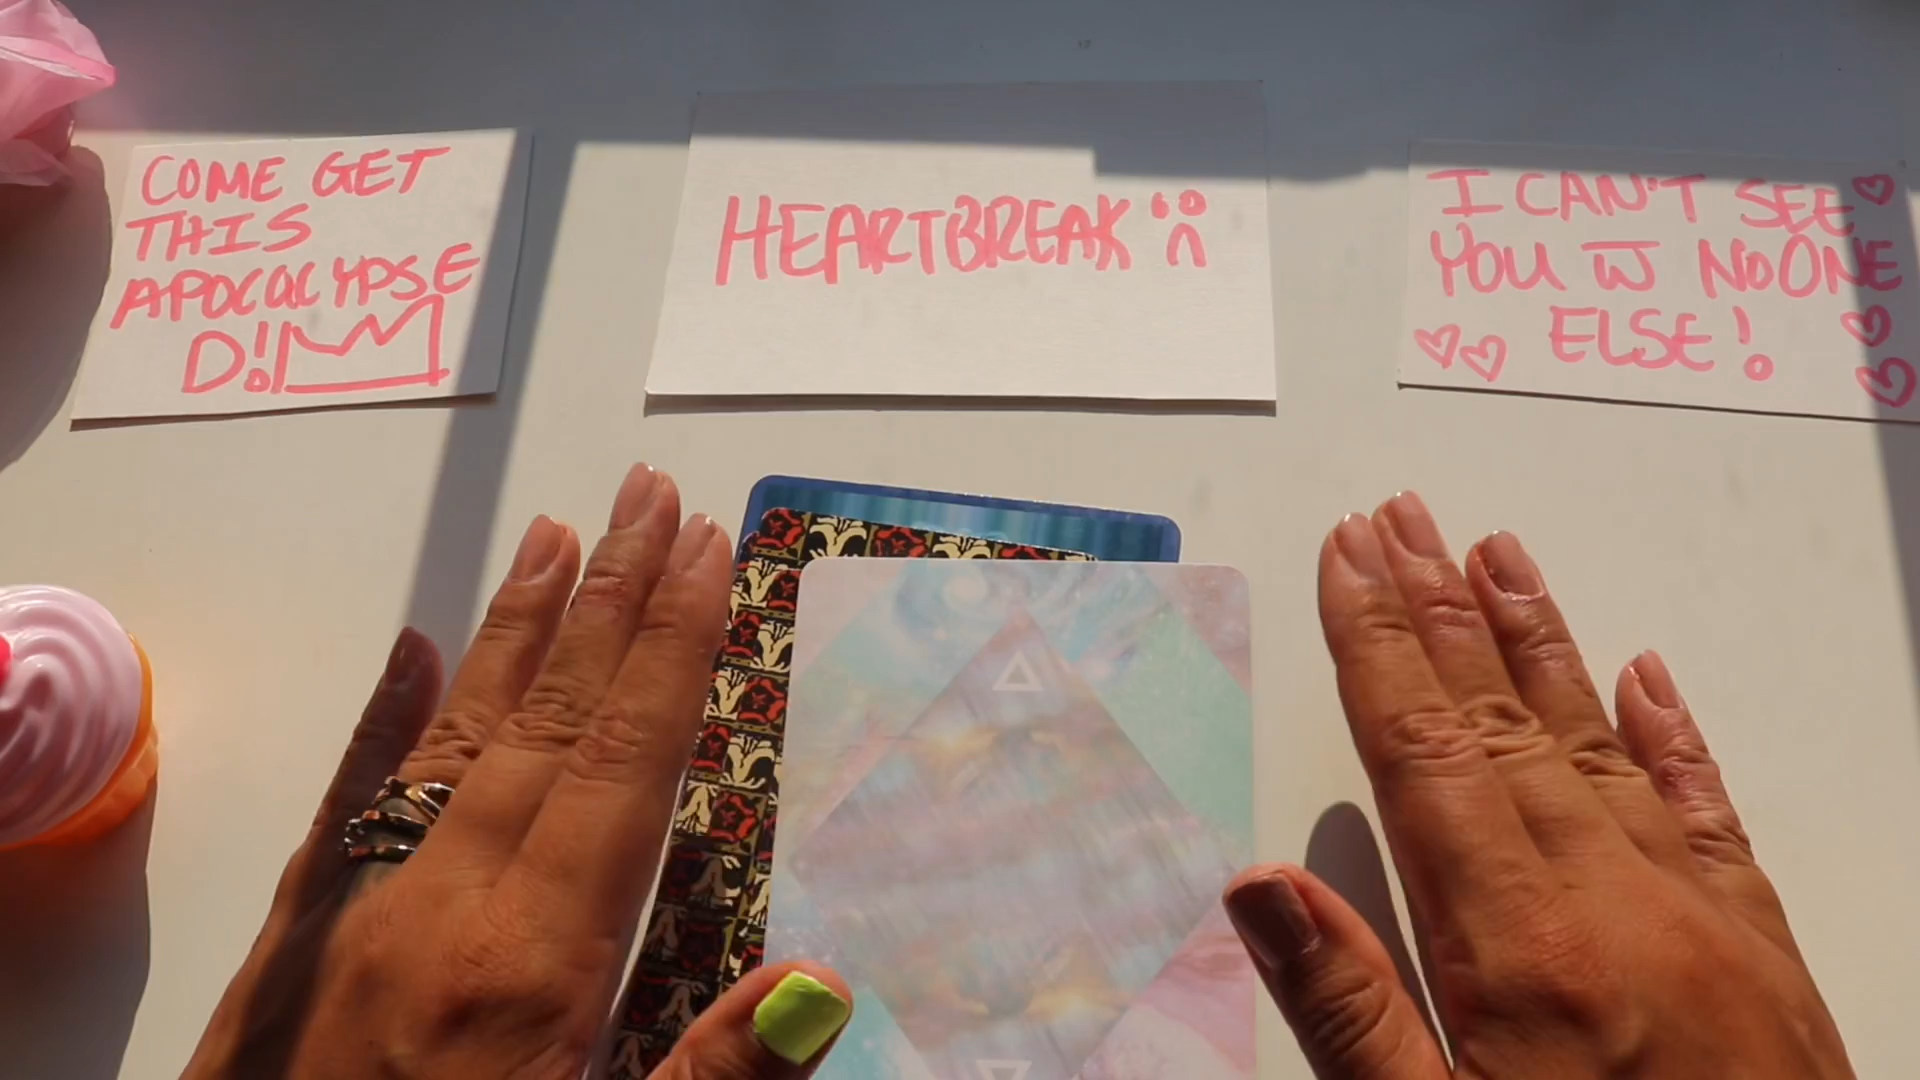 COME GET
THIS
APOCALYPSE
D!
HEARTBREAK
I CAN'T SEE
YOU W NOONE
ELSE!